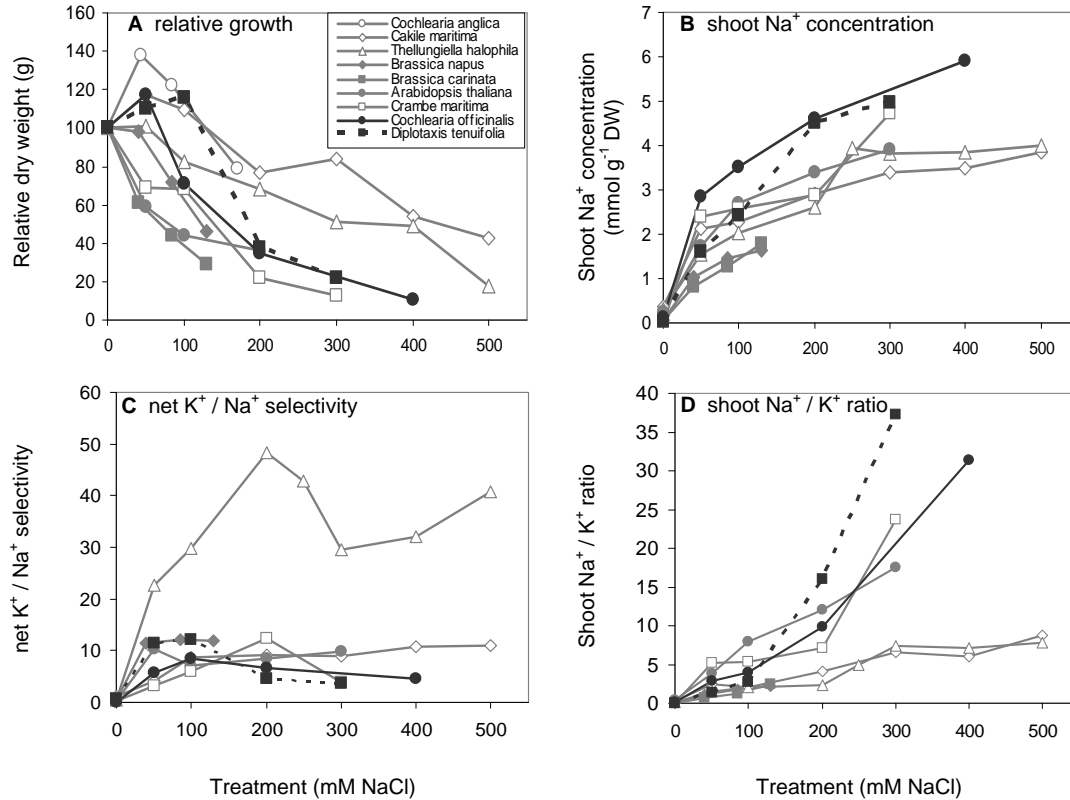 A relative growth
Relative dry weight (g)
160
140
120
100
80
60
40
20
0
0 100 200 300 400 500
Cochlearia anglica
Cakile maritima
Thellungiella halophila
Brassica napus
Brassica carinata
Arabidopsis thaliana
Crambe maritima
Cochlearia officinalis
Diplotaxis tenuifolia
B shoot Na⁺ concentration
Shoot Na⁺ concentration
(mmol g⁻¹ DW)
7
6
5
4
3
2
1
0
0 100 200 300 400 500
C net K⁺ / Na⁺ selectivity
net K⁺ / Na⁺ selectivity
60
50
40
30
20
10
0
0 100 200 300 400 500
Treatment (mM NaCl)
D shoot Na⁺ / K⁺ ratio
Shoot Na⁺ / K⁺ ratio
40
35
30
25
20
15
10
5
0
0 100 200 300 400 500
Treatment (mM NaCl)